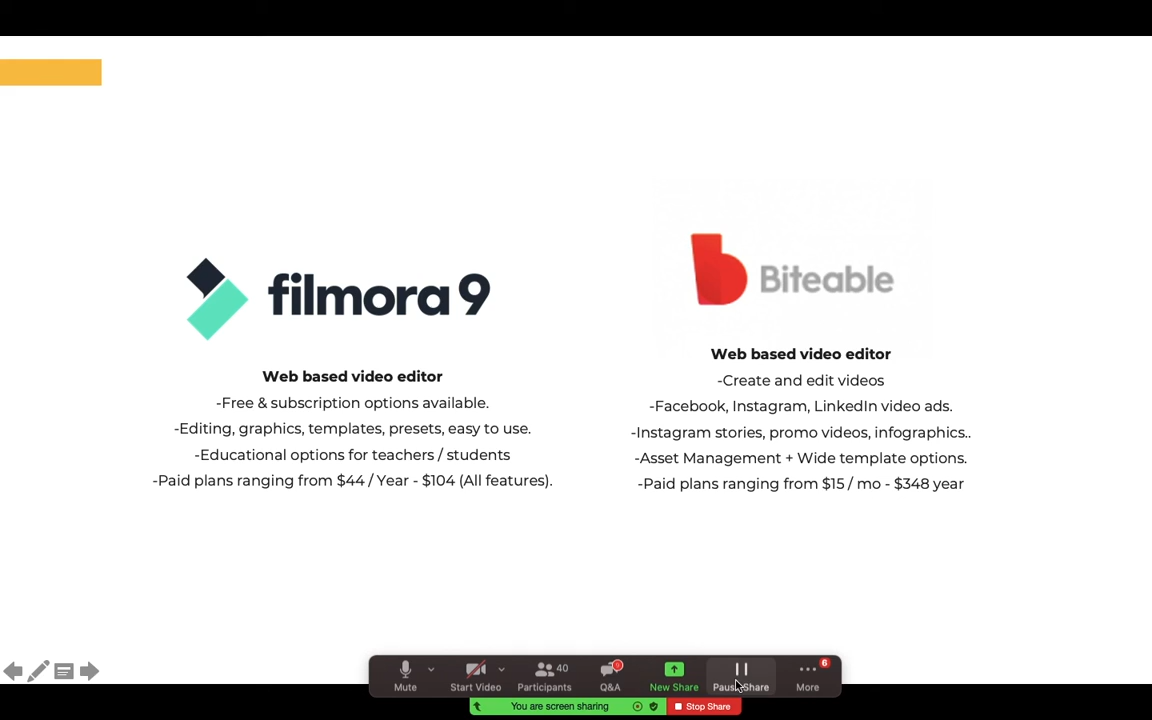 filmora 9
Web based video editor
-Free & subscription options available.
-Editing, graphics, templates, presets, easy to use.
-Educational options for teachers / students
-Paid plans ranging from $44 / Year - $104 (All features).
Biteable
Web based video editor
-Create and edit videos
-Facebook, Instagram, LinkedIn video ads.
-Instagram stories, promo videos, infographics..
-Asset Management + Wide template options.
-Paid plans ranging from $15 / mo - $348 year
40
6
Mute
Start Video
Participants
Q&A
New Share
Pause Share
More
You are screen sharing
Stop Share